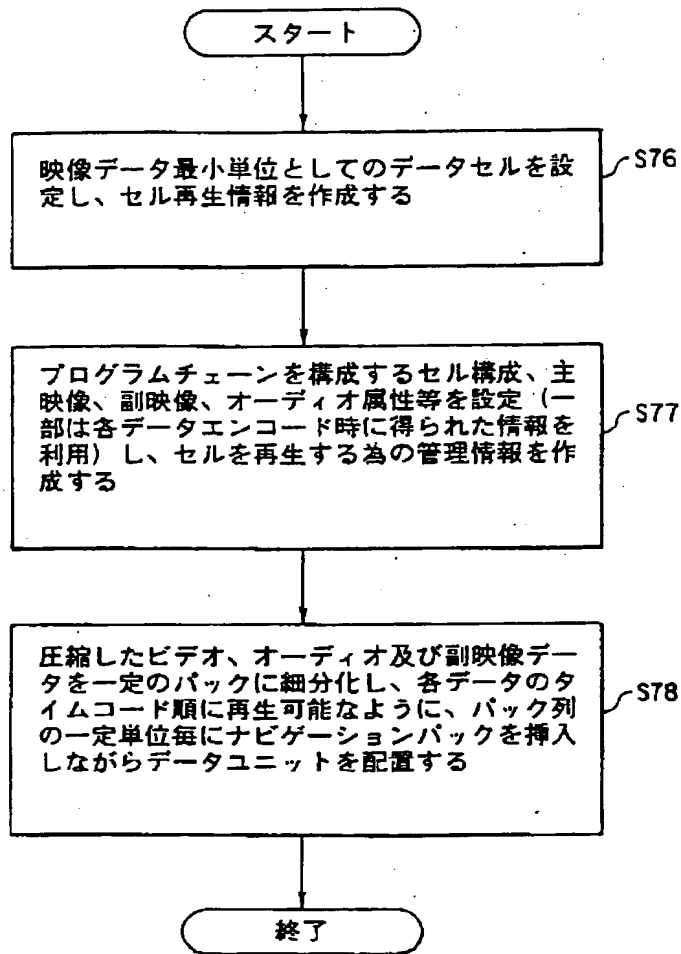 スタート
映像データ最小単位としてのデータセルを設
定し、セル再生情報を作成する
S76
プログラムチェーンを構成するセル構成、主
映像、副映像、オーディオ属性等を設定（一
部は各データエンコード時に得られた情報を
利用）し、セルを再生する為の管理情報を作
成する
S77
圧縮したビデオ、オーディオ及び副映像デー
タを一定のパックに細分化し、各データのタ
イムコード順に再生可能なように、パック列
の一定単位毎にナビゲーションパックを挿入
しながらデータユニットを配置する
S78
終了